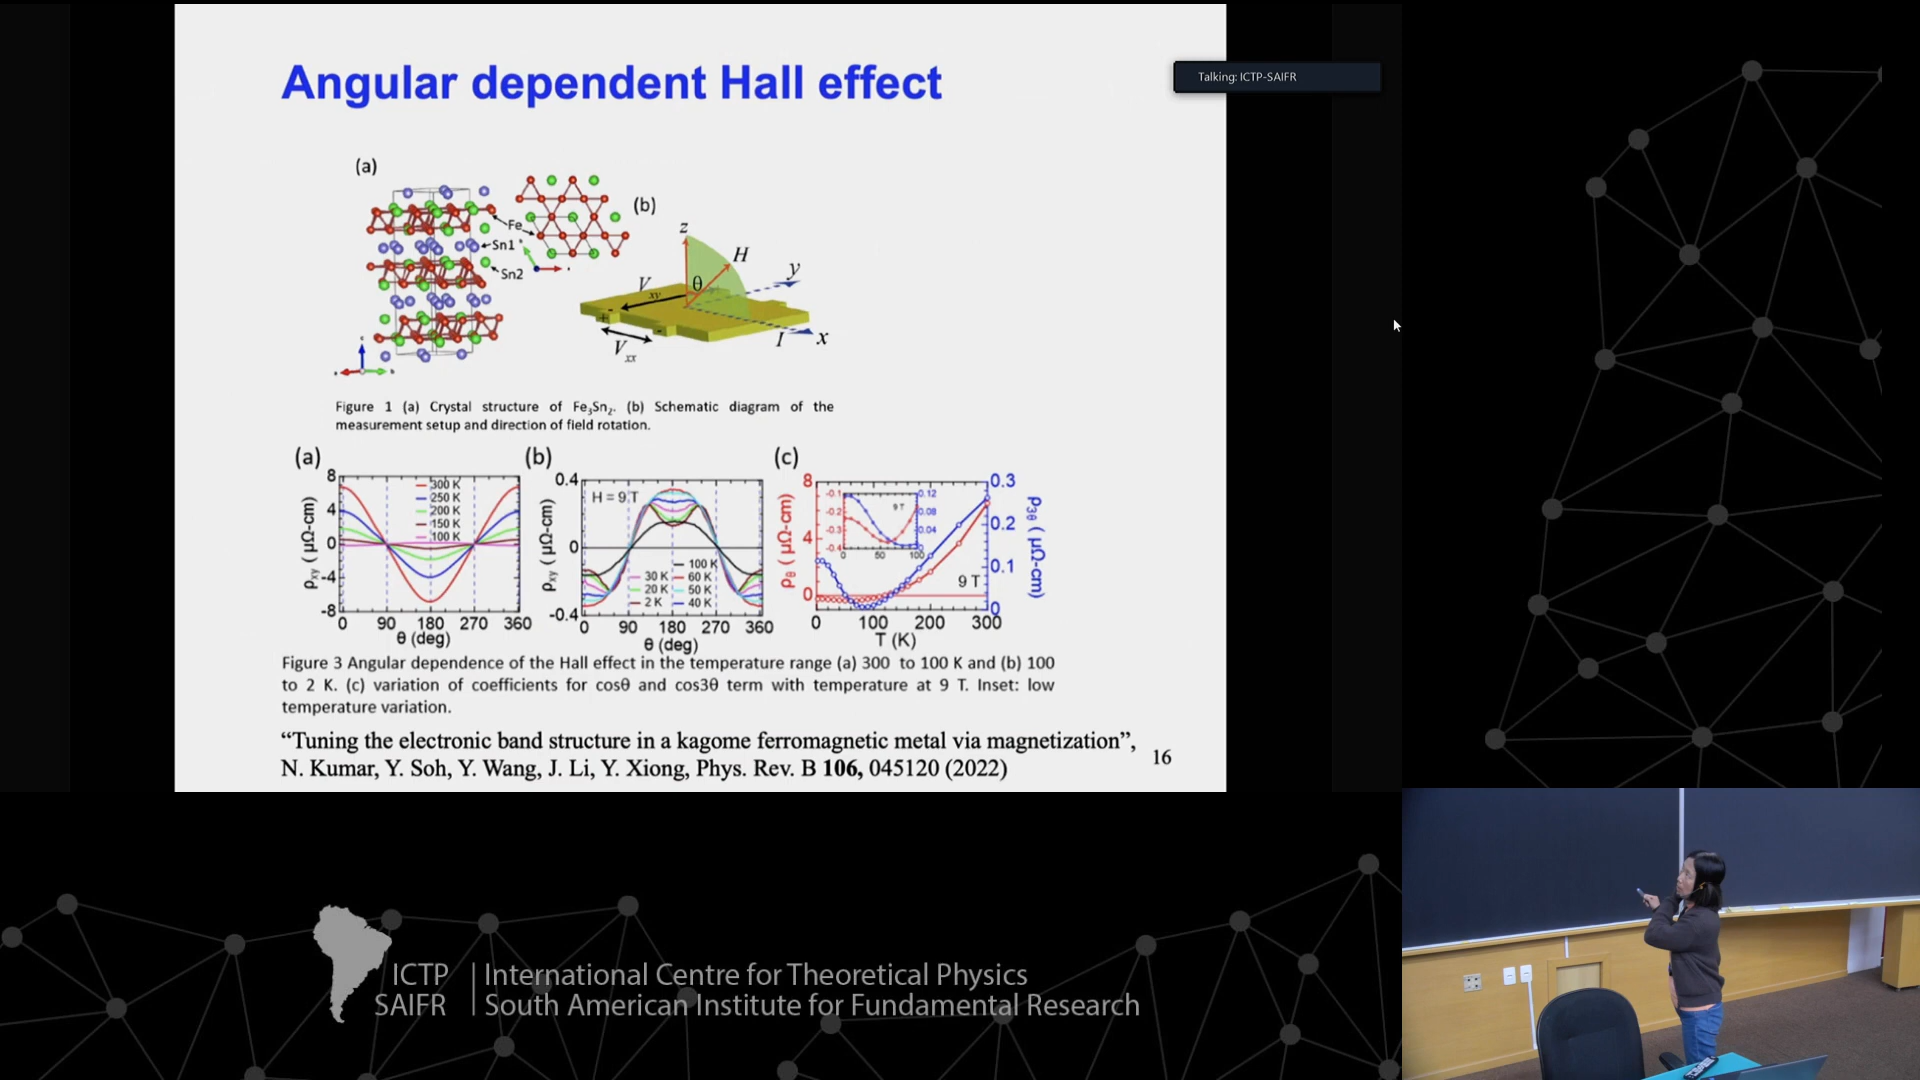 Angular dependent Hall effect
Talking: ICTP-SAIFR
(a)
Fe
Sn1
Sn2
(b)
z
H
θ
y
V
xy
V
xx
I
x
Figure 1 (a) Crystal structure of Fe3Sn2. (b) Schematic diagram of the
measurement setup and direction of field rotation.
(a)
8
4
0
-4
-8
ρxy ( μΩ-cm)
300 K
250 K
200 K
150 K
100 K
0 90 180 270 360
θ (deg)
(b)
0.4
0
-0.4
ρxy ( μΩ-cm)
H = 9 T
100 K
30 K 60 K
20 K 50 K
2 K 40 K
0 90 180 270 360
θ (deg)
(c)
8
4
0
ρθ ( μΩ-cm)
0.3
0.2
0.1
0
ρ3θ ( μΩ-cm)
-0.1
-0.2
-0.3
-0.4
0.12
0.08
0.04
9 T
0 50 100
9 T
0 100 200 300
T (K)
Figure 3 Angular dependence of the Hall effect in the temperature range (a) 300 to 100 K and (b) 100
to 2 K. (c) variation of coefficients for cosθ and cos3θ term with temperature at 9 T. Inset: low
temperature variation.
“Tuning the electronic band structure in a kagome ferromagnetic metal via magnetization”,
N. Kumar, Y. Soh, Y. Wang, J. Li, Y. Xiong, Phys. Rev. B 106, 045120 (2022)
16
ICTP
SAIFR
International Centre for Theoretical Physics
South American Institute for Fundamental Research